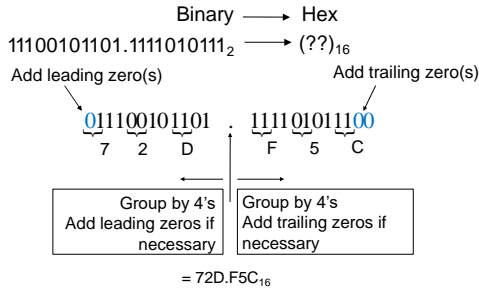 Binary → Hex
11100101101.1111010111₂ → (??)₁₆
Add leading zero(s) Add trailing zero(s)
011100101101 . 111101011100
7 2 D F 5 C
Group by 4's
Add leading zeros if
necessary
Group by 4's
Add trailing zeros if
necessary
= 72D.F5C₁₆